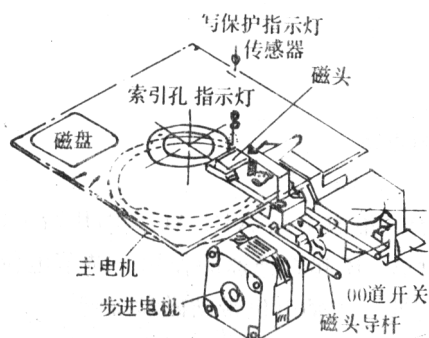 写保护指示灯
传感器
磁头
索引孔 指示灯
磁盘
主电机
步进电机
00道开关
磁头导杆